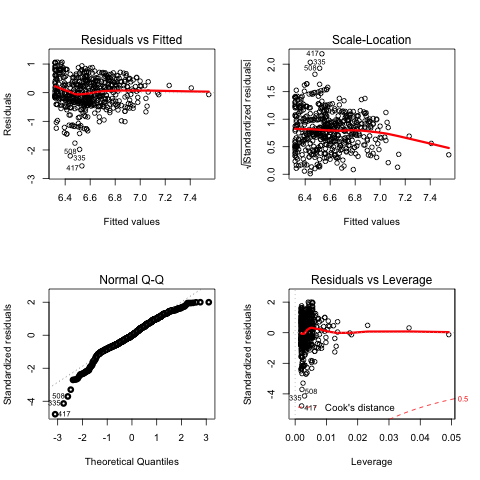 Residuals vs Fitted
Residuals
1
0
-1
-2
-3
508
335
417
6.4 6.6 6.8 7.0 7.2 7.4
Fitted values
Scale-Location
√|Standardized residuals|
2.0
1.5
1.0
0.5
0.0
417
335
508
6.4 6.6 6.8 7.0 7.2 7.4
Fitted values
Normal Q-Q
Standardized residuals
2
0
-2
-4
508
335
417
-3 -2 -1 0 1 2 3
Theoretical Quantiles
Residuals vs Leverage
Standardized residuals
2
0
-2
-4
508
335
417
Cook's distance
0.5
0.00 0.01 0.02 0.03 0.04 0.05
Leverage